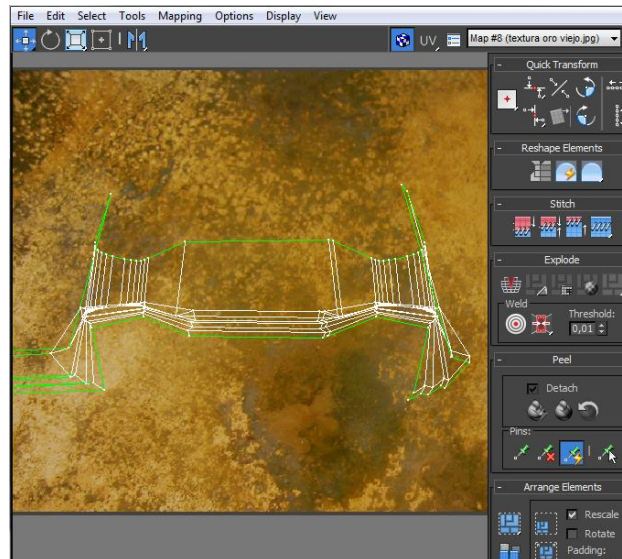 File Edit Select Tools Mapping Options Display View
UV Map #8 (textura oro viejo.jpg)
- Quick Transform
- Reshape Elements
- Stitch
- Explode
Weld
Threshold:
0,01
- Peel
Detach
Pins:
- Arrange Elements
Rescale
Rotate
Padding: